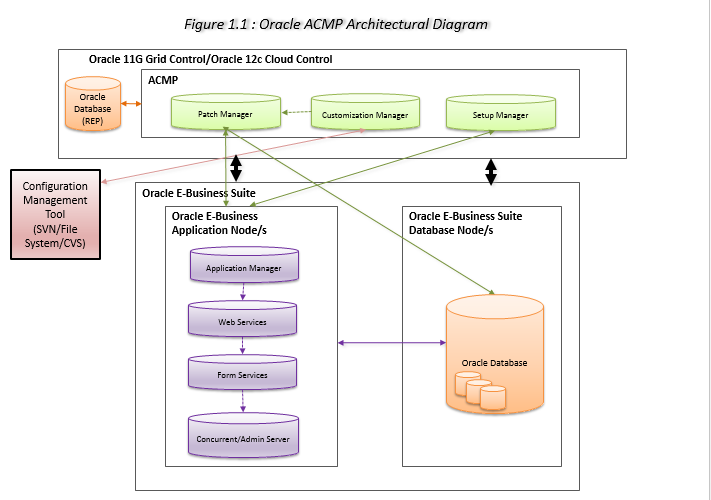 Figure 1.1 : Oracle ACMP Architectural Diagram
Oracle 11G Grid Control/Oracle 12c Cloud Control
ACMP
Oracle
Database
(REP)
Patch Manager
Customization Manager
Setup Manager
Configuration
Management
Tool
(SVN/File
System/CVS)
Oracle E-Business Suite
Oracle E-Business
Application Node/s
Oracle E-Business Suite
Database Node/s
Application Manager
Web Services
Form Services
Concurrent/Admin Server
Oracle Database